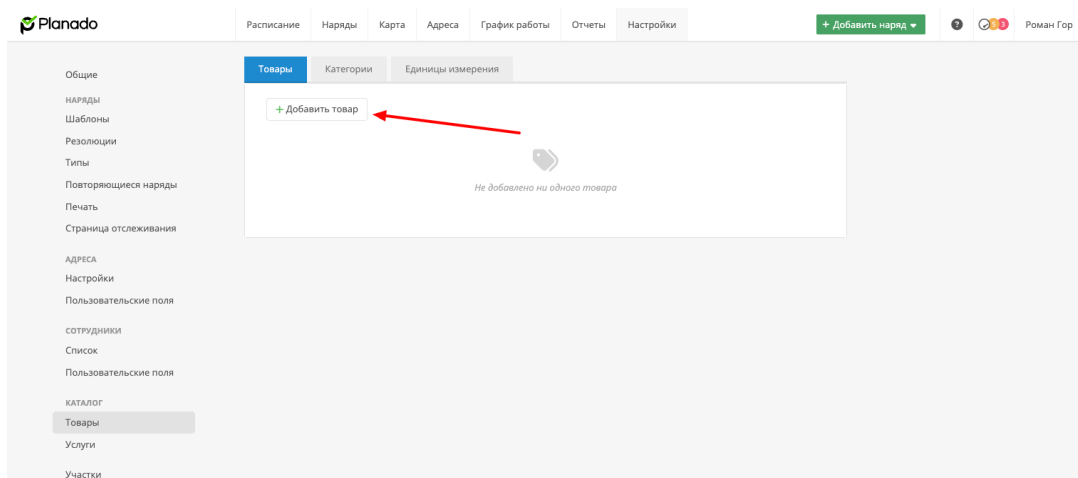 Planado
Расписание Наряды Карта Адреса График работы Отчеты Настройки + Добавить наряд ? 5 3 Роман Гор
Общие
НАРЯДЫ
Шаблоны
Резолюции
Типы
Повторяющиеся наряды
Печать
Страница отслеживания
АДРЕСА
Настройки
Пользовательские поля
СОТРУДНИКИ
Список
Пользовательские поля
КАТАЛОГ
Товары
Услуги
Участки
Товары Категории Единицы измерения
+ Добавить товар
Не добавлено ни одного товара